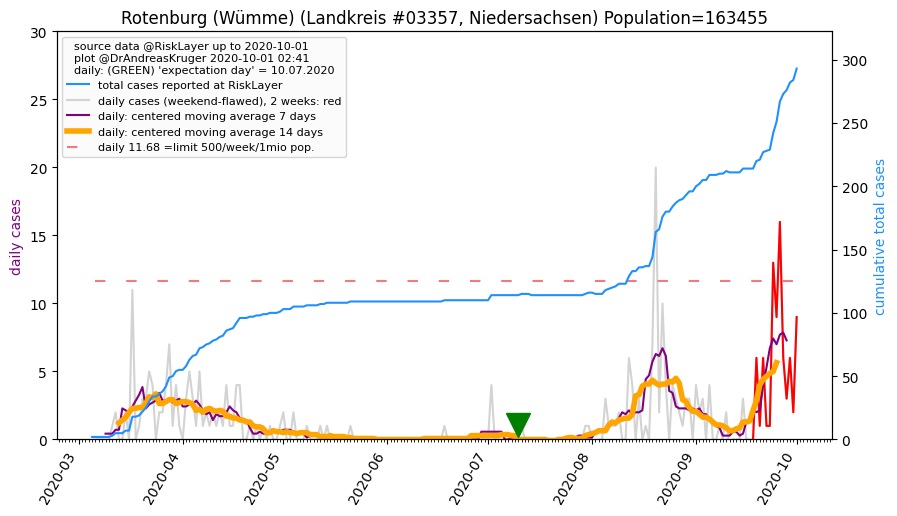 Rotenburg (Wümme) (Landkreis #03357, Niedersachsen) Population=163455
source data @RiskLayer up to 2020-10-01
plot @DrAndreasKruger 2020-10-01 02:41
daily: (GREEN) 'expectation day' = 10.07.2020
total cases reported at RiskLayer
daily cases (weekend-flawed), 2 weeks: red
daily: centered moving average 7 days
daily: centered moving average 14 days
daily 11.68 =limit 500/week/1mio pop.
daily cases
30
25
20
15
10
5
0
cumulative total cases
300
250
200
150
100
50
0
2020-03
2020-04
2020-05
2020-06
2020-07
2020-08
2020-09
2020-10